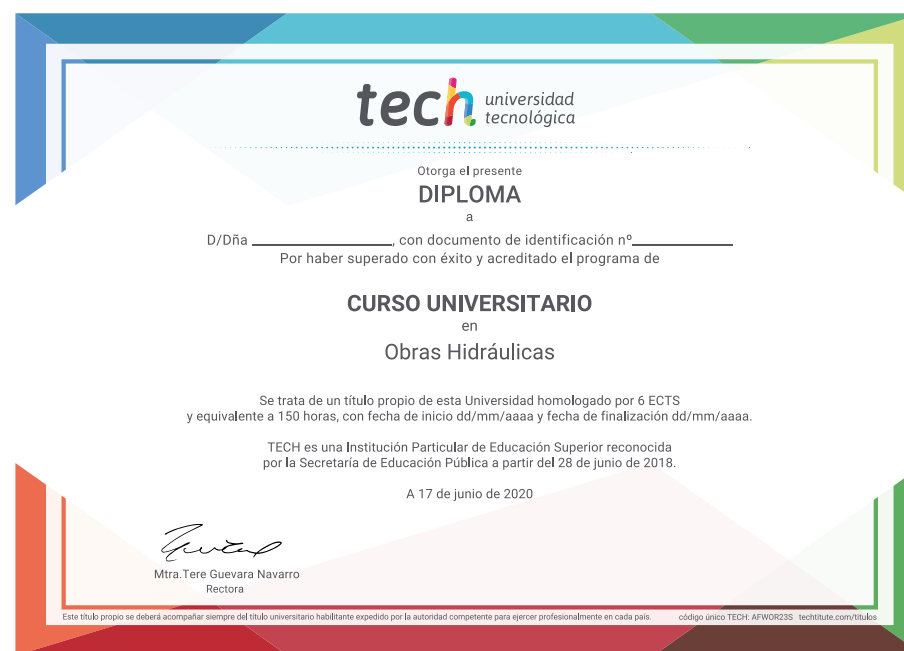 tech universidad
tecnológica
Otorga el presente
DIPLOMA
a
D/Dña ____________________, con documento de identificación nº______________
Por haber superado con éxito y acreditado el programa de
CURSO UNIVERSITARIO
en
Obras Hidráulicas
Se trata de un título propio de esta Universidad homologado por 6 ECTS
y equivalente a 150 horas, con fecha de inicio dd/mm/aaaa y fecha de finalización dd/mm/aaaa.
TECH es una Institución Particular de Educación Superior reconocida
por la Secretaría de Educación Pública a partir del 28 de junio de 2018.
A 17 de junio de 2020
Mtra.Tere Guevara Navarro
Rectora
Este título propio se deberá acompañar siempre del título universitario habilitante expedido por la autoridad competente para ejercer profesionalmente en cada país. código único TECH: AFWOR23S techtitute.com/titulos